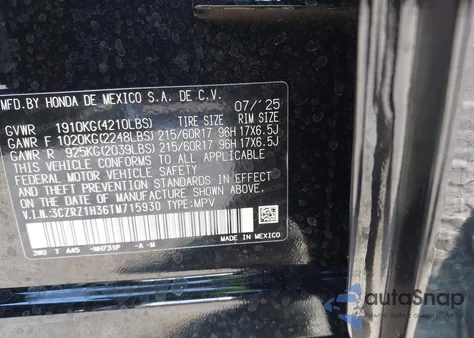 MFD.BY HONDA DE MEXICO S.A. DE C.V.
07/'25
GVWR 1910KG(4210LBS) TIRE SIZE RIM SIZE
GAWR F 1020KG(2248LBS) 215/60R17 96H 17X6.5J
GAWR R 925KG(2039LBS) 215/60R17 96H 17X6.5J
THIS VEHICLE CONFORMS TO ALL APPLICABLE
FEDERAL MOTOR VEHICLE SAFETY
AND THEFT PREVENTION STANDARDS IN EFFECT
ON THE DATE OF MANUFACTURE SHOWN ABOVE.
V.I.N.:3CZRZ1H36TM715930 TYPE:MPV
3W0 T AA5 -NH731P -A -M
MADE IN MEXICO
autoSnap